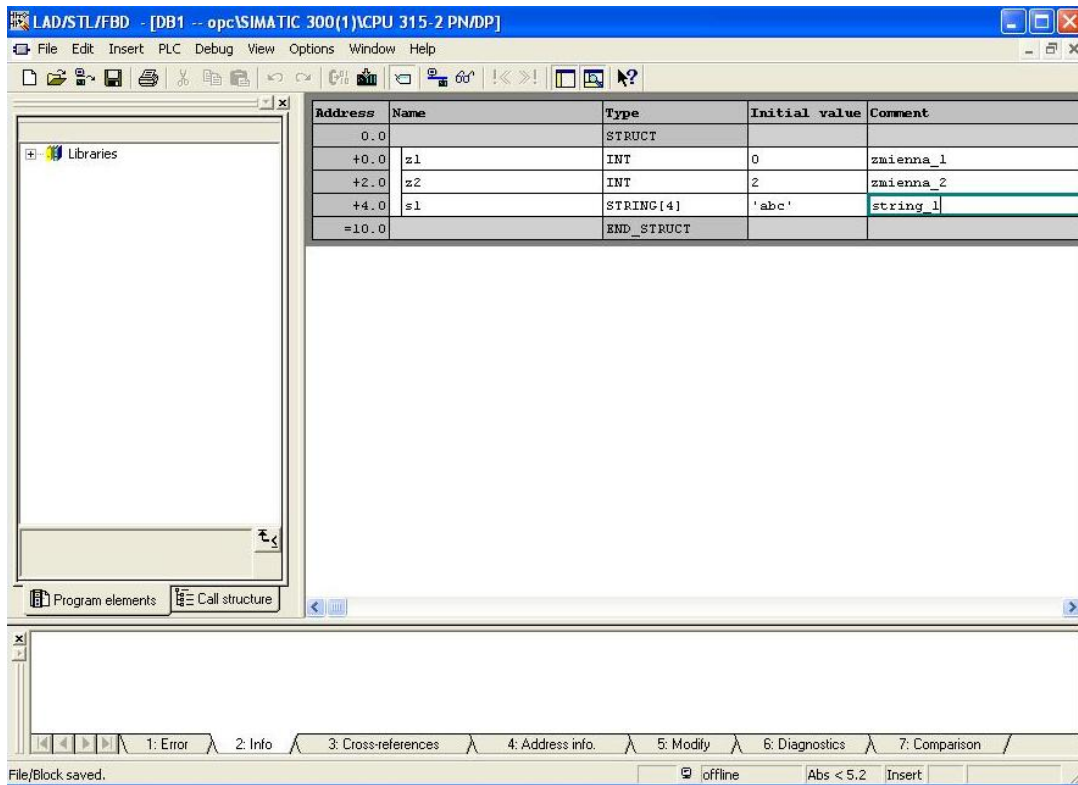 LAD/STL/FBD - [DB1 -- opc\SIMATIC 300(1)\CPU 315-2 PN/DP]
File Edit Insert PLC Debug View Options Window Help
Libraries
Address Name Type Initial value Comment
0.0 STRUCT
+0.0 z1 INT 0 zmienna_1
+2.0 z2 INT 2 zmienna_2
+4.0 s1 STRING[4] 'abc' string_1
=10.0 END_STRUCT
Program elements Call structure
1: Error 2: Info 3: Cross-references 4: Address info. 5: Modify 6: Diagnostics 7: Comparison
File/Block saved. offline Abs < 5.2 Insert